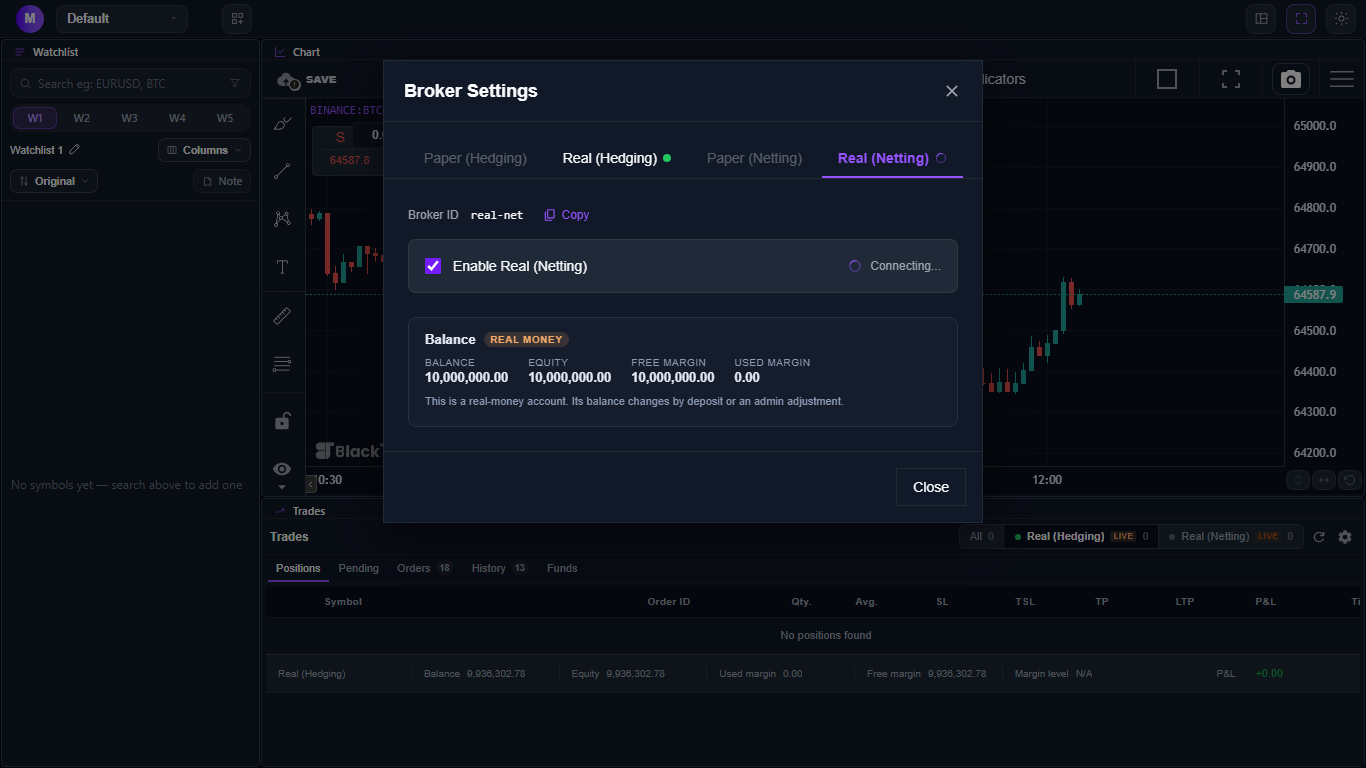 M Default
Watchlist
Chart
Search eg: EURUSD, BTC
SAVE
licators
W1 W2 W3 W4 W5
BINANCE:BTC
Watchlist 1 Columns
S 0.
64587.8
Original Note
No symbols yet — search above to add one
Broker Settings
Paper (Hedging) Real (Hedging) Paper (Netting) Real (Netting)
Broker ID real-net Copy
Enable Real (Netting) Connecting...
Balance REAL MONEY
BALANCE EQUITY FREE MARGIN USED MARGIN
10,000,000.00 10,000,000.00 10,000,000.00 0.00
This is a real-money account. Its balance changes by deposit or an admin adjustment.
Close
65000.0
64900.0
64800.0
64700.0
64587.9
64500.0
64400.0
64300.0
64200.0
Black
0:30 12:00
Trades
Trades
All 0 Real (Hedging) LIVE 0 Real (Netting) LIVE 0
Positions Pending Orders 18 History 13 Funds
Symbol Order ID Qty. Avg. SL TSL TP LTP P&L Ti
No positions found
Real (Hedging) Balance 9,936,302.78 Equity 9,936,302.78 Used margin 0.00 Free margin 9,936,302.78 Margin level N/A P&L +0.00